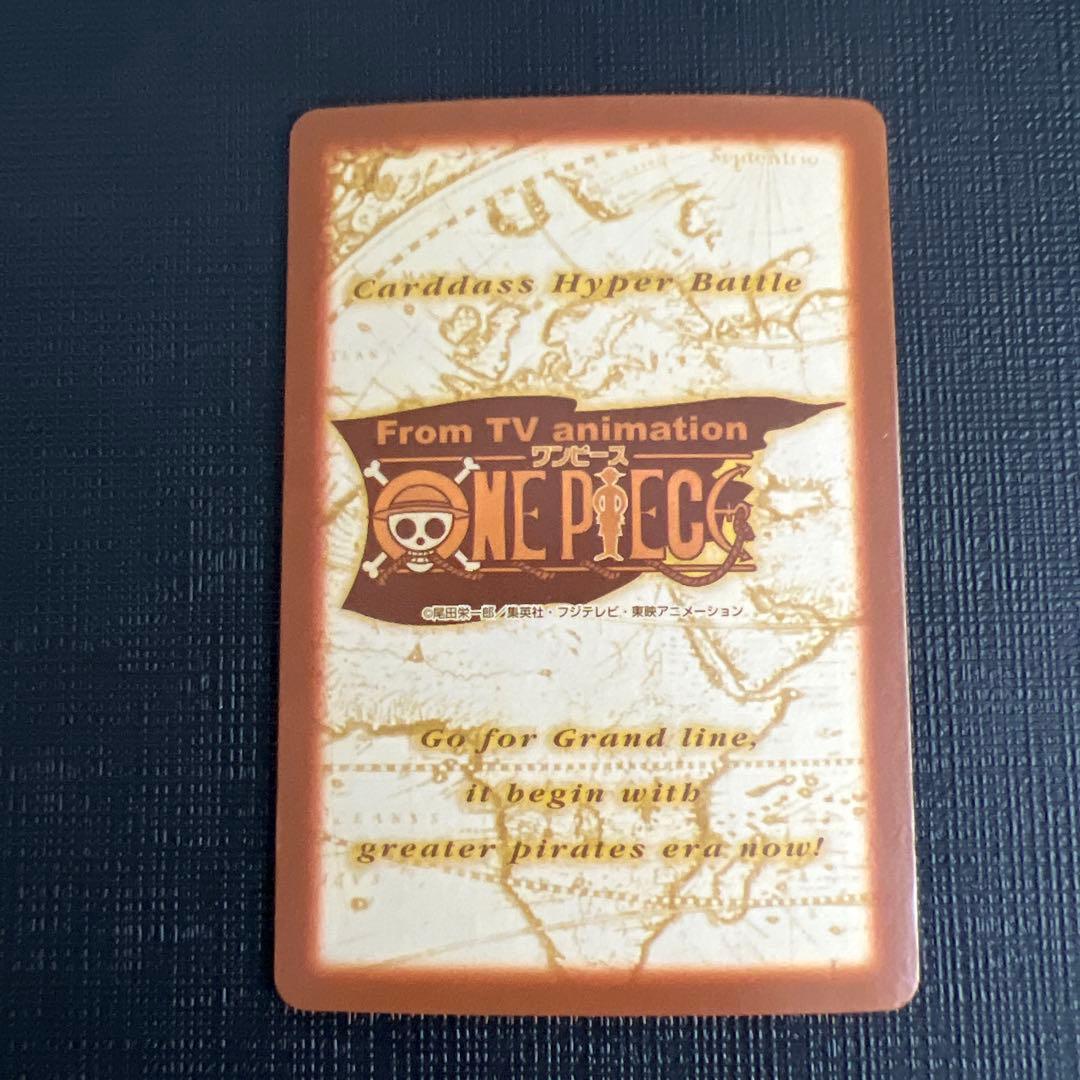 Septentrio
Carddass Hyper Battle
From TV animation
ワンピース
ONE PIECE
©尾田栄一郎／集英社・フジテレビ・東映アニメーション
Go for Grand line,
it begin with
greater pirates era now!